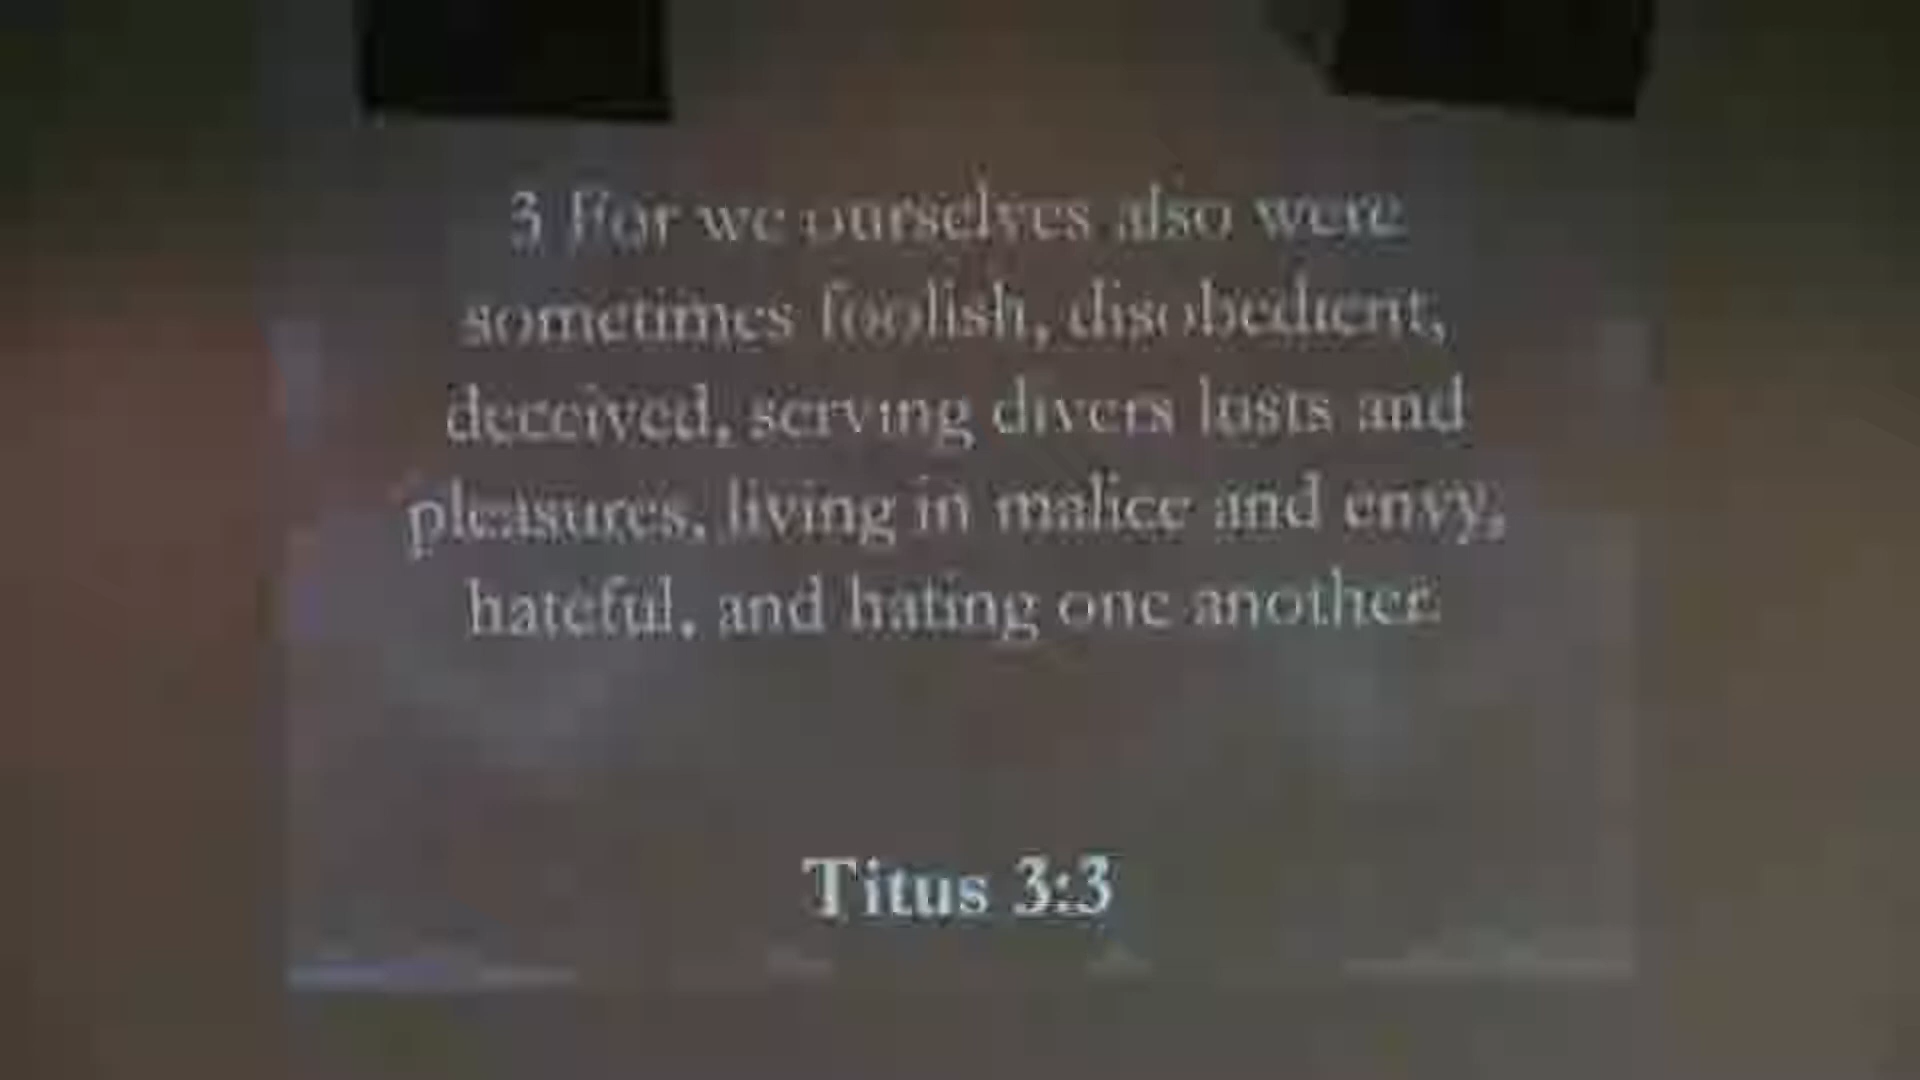 3 For we ourselves also were
sometimes foolish, disobedient,
deceived, serving divers lusts and
pleasures, living in malice and envy,
hateful, and hating one another.
Titus 3:3